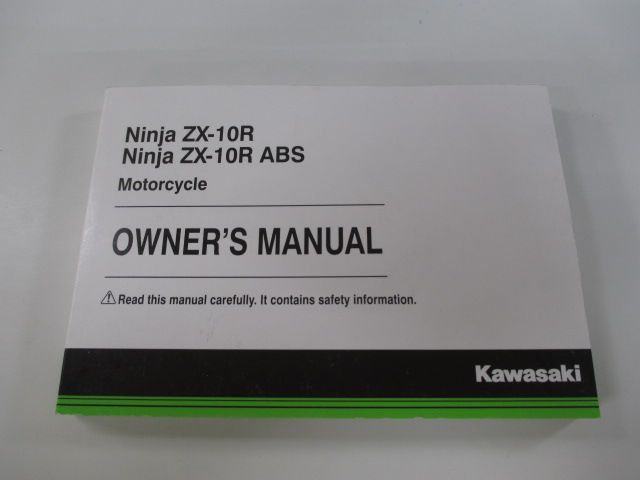 Ninja ZX-10R
Ninja ZX-10R ABS
Motorcycle
OWNER'S MANUAL
Read this manual carefully. It contains safety information.
Kawasaki